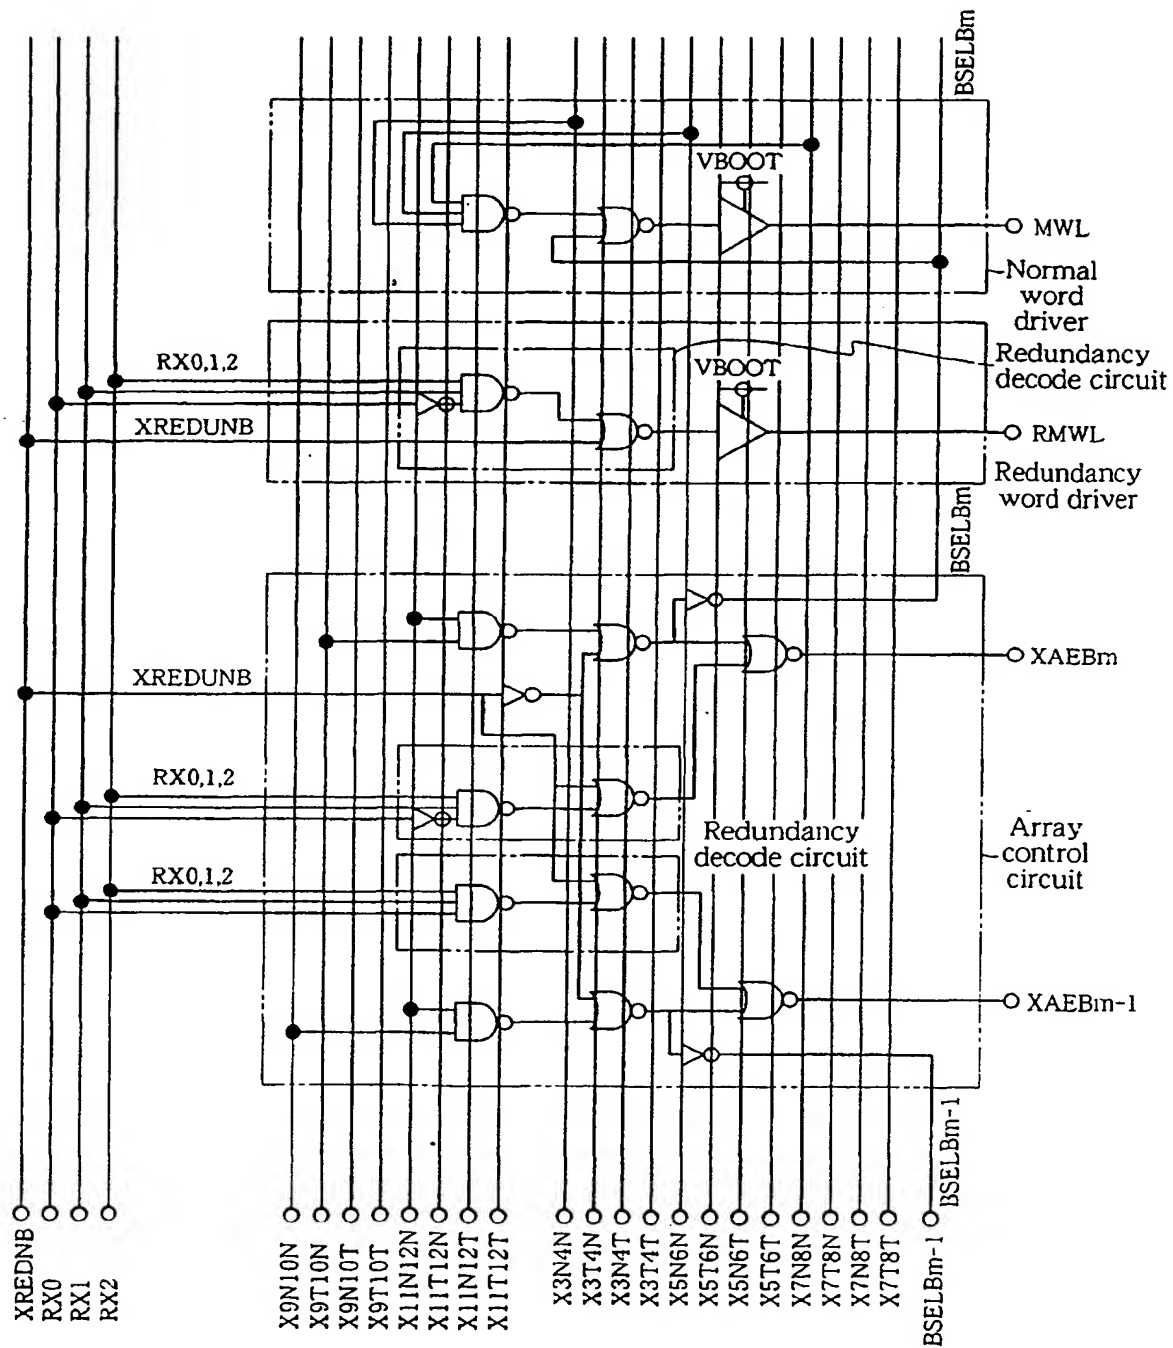 BSELBm
VBOOT
MWL
Normal
word
driver
RX0,1,2
VBOOT
Redundancy
decode circuit
XREDUNB
RMWL
Redundancy
word driver
BSELBm
XREDUNB
XAEBm
RX0,1,2
Redundancy
decode circuit
Array
control
circuit
RX0,1,2
XAEBm-1
BSELBm-1
XREDNB
RX0
RX1
RX2
X9N10N
X9T10N
X9N10T
X9T10T
X11N12N
X11T12N
X11N12T
X11T12T
X3N4N
X3T4N
X3N4T
X3T4T
X5N6N
X5T6N
X5N6T
X5T6T
X7N8N
X7T8N
X7N8T
X7T8T
BSELBm-1